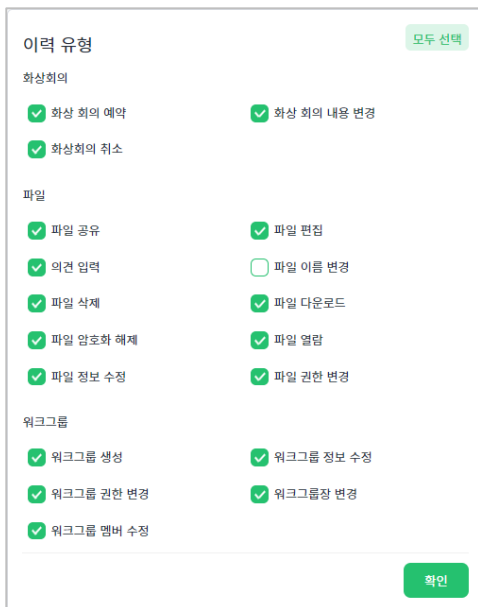 이력 유형 모두 선택
화상회의
화상 회의 예약 화상 회의 내용 변경
화상회의 취소
파일
파일 공유 파일 편집
의견 입력 파일 이름 변경
파일 삭제 파일 다운로드
파일 암호화 해제 파일 열람
파일 정보 수정 파일 권한 변경
워크그룹
워크그룹 생성 워크그룹 정보 수정
워크그룹 권한 변경 워크그룹장 변경
워크그룹 멤버 수정
확인